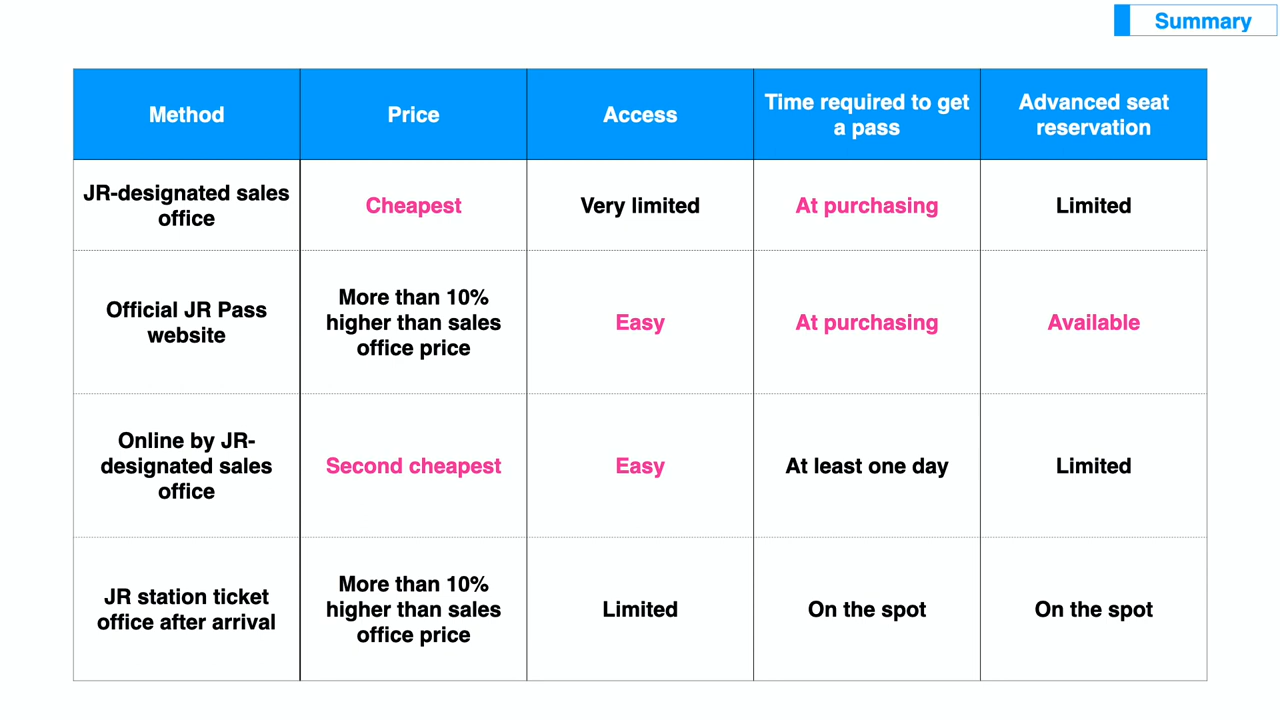 Summary
Method
Price
Access
Time required to get
a pass
Advanced seat
reservation
JR-designated sales
office
Cheapest
Very limited
At purchasing
Limited
Official JR Pass
website
More than 10%
higher than sales
office price
Easy
At purchasing
Available
Online by JR-
designated sales
office
Second cheapest
Easy
At least one day
Limited
JR station ticket
office after arrival
More than 10%
higher than sales
office price
Limited
On the spot
On the spot